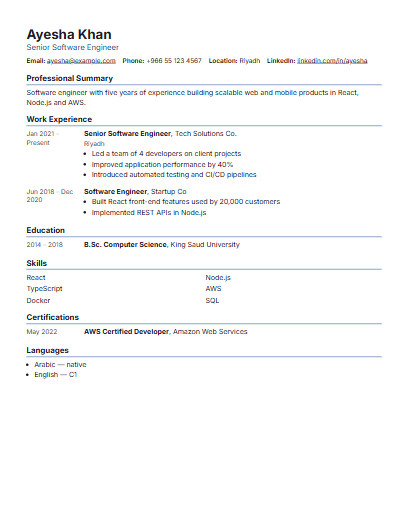 Ayesha Khan
Senior Software Engineer
Email: ayesha@example.com Phone: +966 55 123 4567 Location: Riyadh LinkedIn: linkedin.com/in/ayesha
Professional Summary
Software engineer with five years of experience building scalable web and mobile products in React,
Node.js and AWS.
Work Experience
Jan 2021 - Present
Senior Software Engineer, Tech Solutions Co.
Riyadh
• Led a team of 4 developers on client projects
• Improved application performance by 40%
• Introduced automated testing and CI/CD pipelines
Jun 2018 - Dec 2020
Software Engineer, Startup Co
• Built React front-end features used by 20,000 customers
• Implemented REST APIs in Node.js
Education
2014 - 2018 B.Sc. Computer Science, King Saud University
Skills
React Node.js
TypeScript AWS
Docker SQL
Certifications
May 2022 AWS Certified Developer, Amazon Web Services
Languages
• Arabic — native
• English — C1